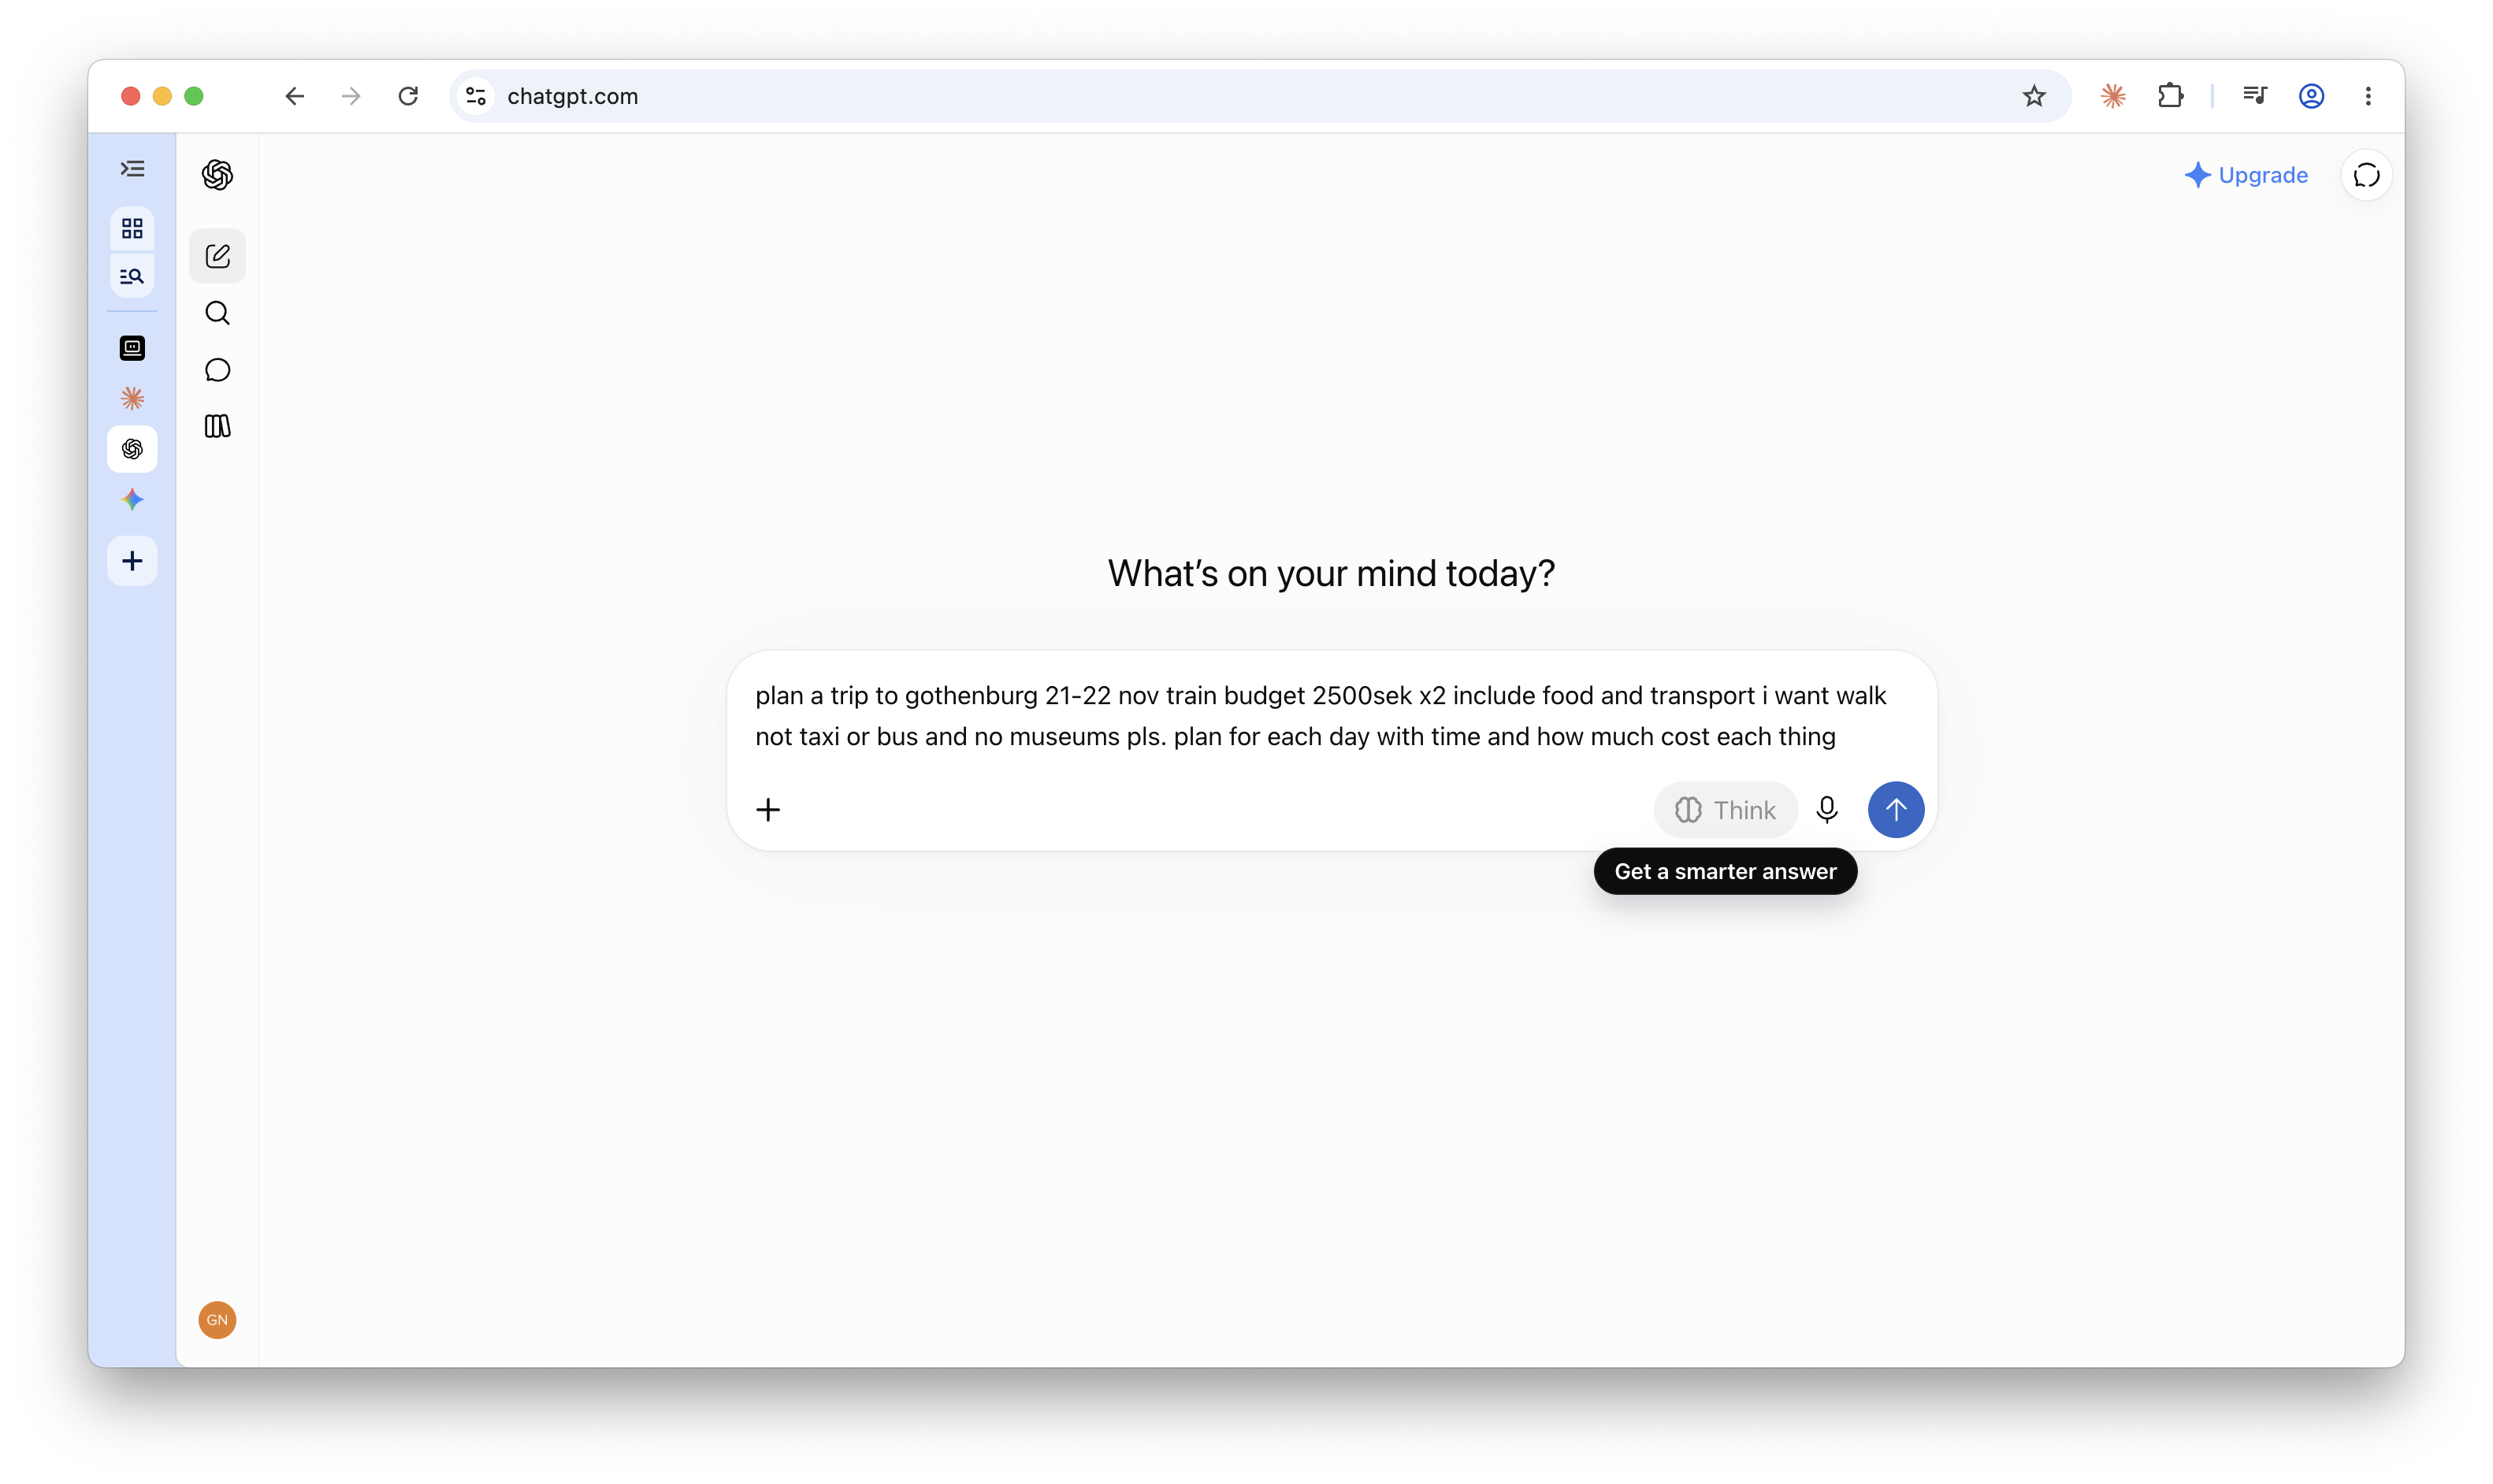 chatgpt.com
Upgrade
What's on your mind today?
plan a trip to gothenburg 21-22 nov train budget 2500sek x2 include food and transport i want walk
not taxi or bus and no museums pls. plan for each day with time and how much cost each thing
Think
Get a smarter answer
GN